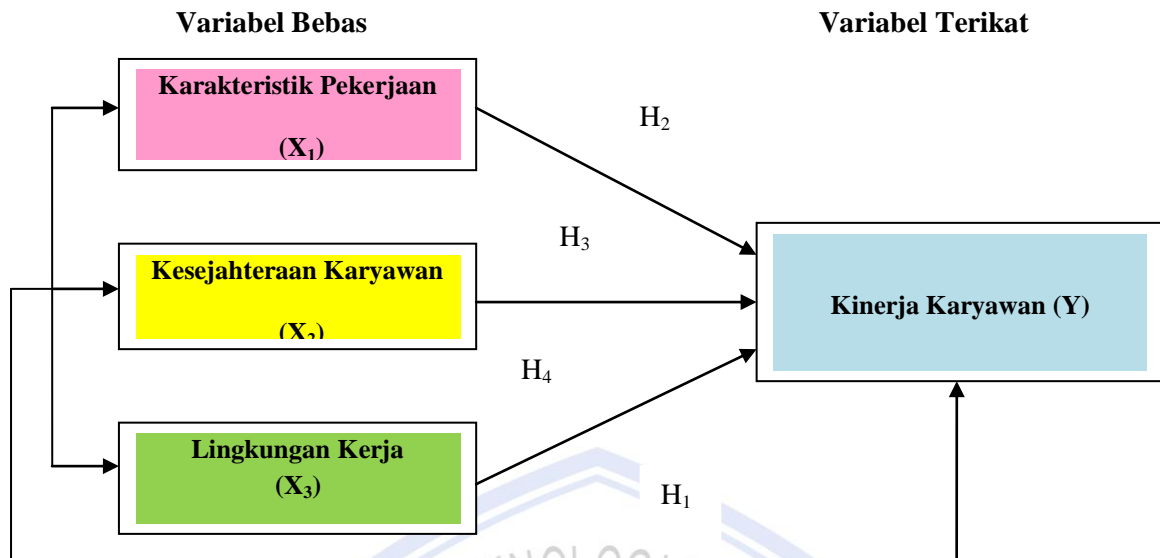 Variabel Bebas
Variabel Terikat
Karakteristik Pekerjaan
(X₁)
H₂
Kesejahteraan Karyawan
(X₂)
H₃
Kinerja Karyawan (Y)
H₄
Lingkungan Kerja
(X₃)
H₁